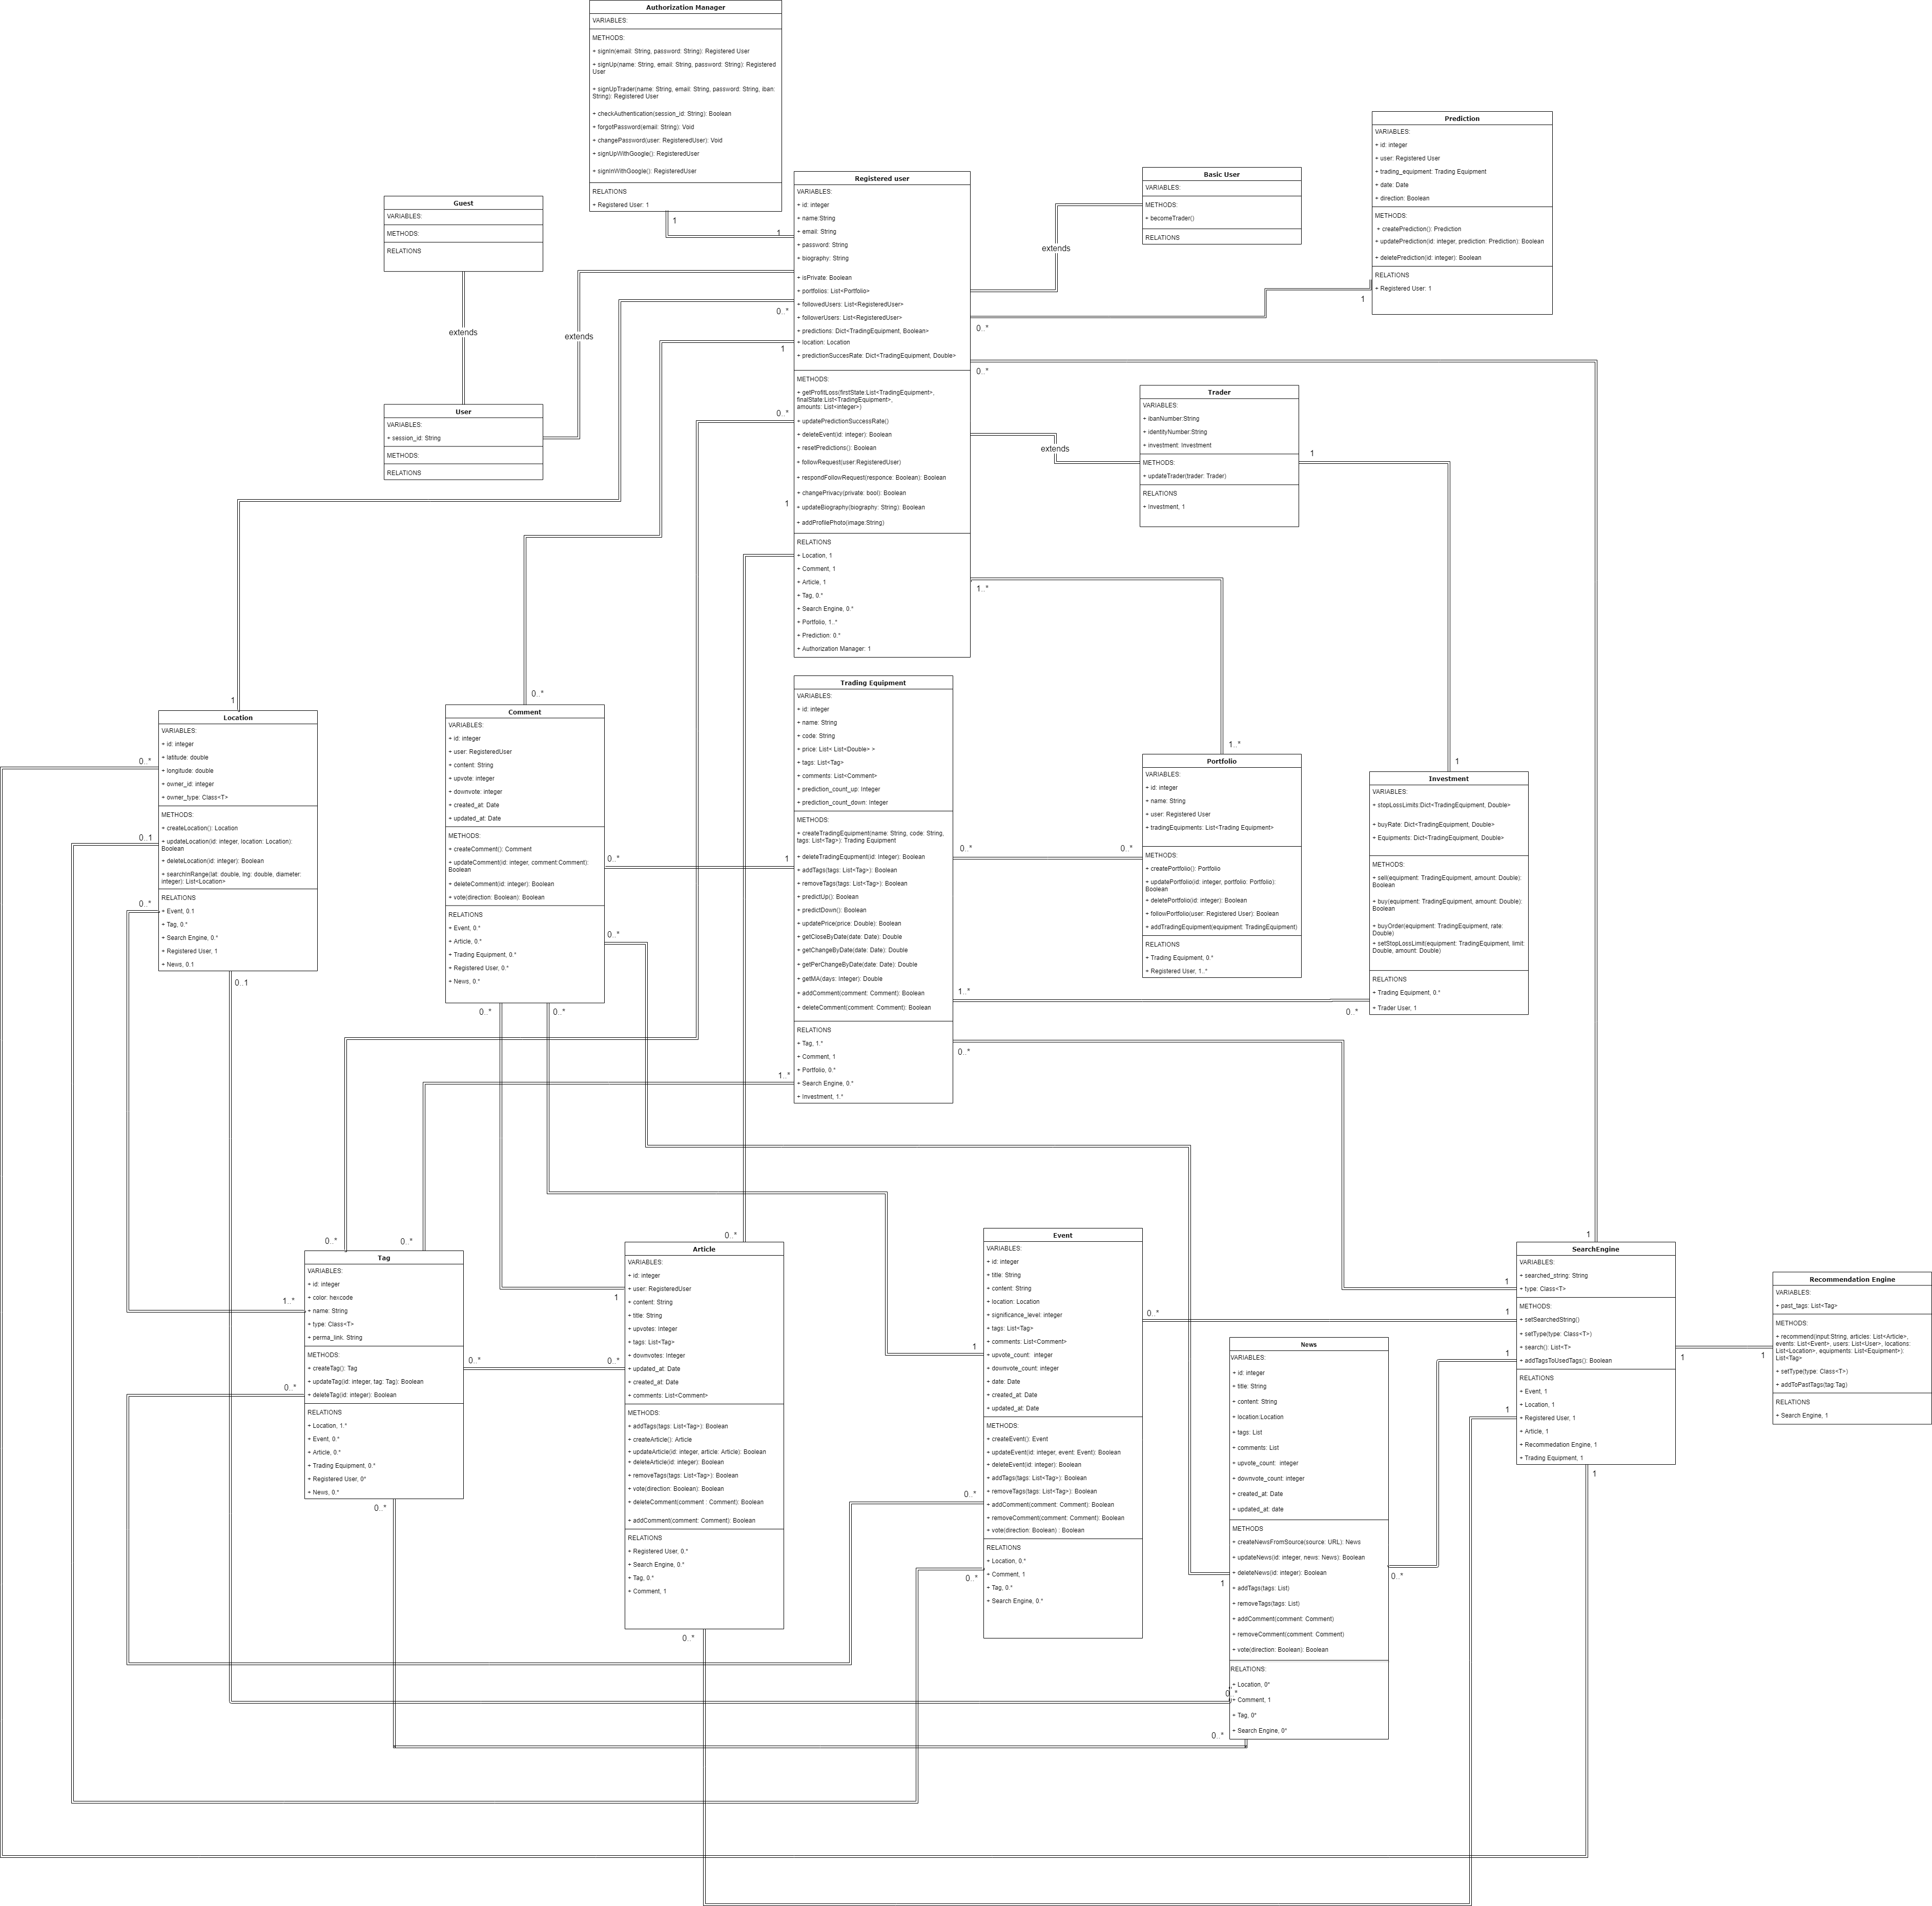 Authorization Manager
VARIABLES:
METHODS:
+ signIn(email: String, password: String): Registered User
+ signUp(name: String, email: String, password: String): Registered
User
+ signUpTrader(name: String, email: String, password: String, iban:
String): Registered User
+ checkAuthentication(session_id: String): Boolean
+ forgotPassword(email: String): Void
+ changePassword(user: RegisteredUser): Void
+ signUpWithGoogle(): RegisteredUser
+ signInWithGoogle(): RegisteredUser
RELATIONS
+ Registered User: 1
1
1
Guest
VARIABLES:
METHODS:
RELATIONS
extends
User
VARIABLES:
+ session_id: String
METHODS:
RELATIONS
extends
Registered user
VARIABLES:
+ id: integer
+ name:String
+ email: String
+ password: String
+ biography: String
+ isPrivate: Boolean
+ portfolios: List<Portfolio>
+ followedUsers: List<RegisteredUser>
+ followerUsers: List<RegisteredUser>
+ predictions: Dict<TradingEquipment, Boolean>
+ location: Location
+ predictionSuccesRate: Dict<TradingEquipment, Double>
METHODS:
+ getProfitLoss(firstState:List<TradingEquipment>,
finalState:List<TradingEquipment>,
amounts: List<integer>)
+ updatePredictionSuccessRate()
+ deleteEvent(id: integer): Boolean
+ resetPredictions(): Boolean
+ followRequest(user:RegisteredUser)
+ respondFollowRequest(responce: Boolean): Boolean
+ changePrivacy(private: bool): Boolean
+ updateBiography(biography: String): Boolean
+ addProfilePhoto(image:String)
RELATIONS
+ Location, 1
+ Comment, 1
+ Article, 1
+ Tag, 0.*
+ Search Engine, 0.*
+ Portfolio, 1..*
+ Prediction: 0.*
+ Authorization Manager: 1
0..*
1
0..*
1
0..*
0..*
1..*
extends
extends
Basic User
VARIABLES:
METHODS:
+ becomeTrader()
RELATIONS
Prediction
VARIABLES:
+ id: integer
+ user: Registered User
+ trading_equipment: Trading Equipment
+ date: Date
+ direction: Boolean
METHODS:
+ createPrediction(): Prediction
+ updatePrediction(id: integer, prediction: Prediction): Boolean
+ deletePrediction(id: integer): Boolean
RELATIONS
+ Registered User: 1
1
Trader
VARIABLES:
+ ibanNumber:String
+ identityNumber:String
+ investment: Investment
METHODS:
+ updateTrader(trader: Trader)
RELATIONS
+ Investment, 1
1
1
Location
VARIABLES:
+ id: integer
+ latitude: double
+ longitude: double
+ owner_id: integer
+ owner_type: Class<T>
METHODS:
+ createLocation(): Location
+ updateLocation(id: integer, location: Location):
Boolean
+ deleteLocation(id: integer): Boolean
+ searchInRange(lat: double, lng: double, diameter:
integer): List<Location>
RELATIONS
+ Event, 0.1
+ Tag, 0.*
+ Search Engine, 0.*
+ Registered User, 1
+ News, 0.1
1
0..*
0..1
0..*
0..1
Comment
VARIABLES:
+ id: integer
+ user: RegisteredUser
+ content: String
+ upvote: integer
+ downvote: integer
+ created_at: Date
+ updated_at: Date
METHODS:
+ createComment(): Comment
+ updateComment(id: integer, comment:Comment):
Boolean
+ deleteComment(id: integer): Boolean
+ vote(direction: Boolean): Boolean
RELATIONS
+ Event, 0.*
+ Article, 0.*
+ Trading Equipment, 0.*
+ Registered User, 0.*
+ News, 0.*
0..*
0..*
0..*
0..*
0..*
Trading Equipment
VARIABLES:
+ id: integer
+ name: String
+ code: String
+ price: List< List<Double> >
+ tags: List<Tag>
+ comments: List<Comment>
+ prediction_count_up: Integer
+ prediction_count_down: Integer
METHODS:
+ createTradingEquipment(name: String, code: String,
tags: List<Tag>): Trading Equipment
+ deleteTradingEqupment(id: Integer): Boolean
+ addTags(tags: List<Tag>): Boolean
+ removeTags(tags: List<Tag>): Boolean
+ predictUp(): Boolean
+ predictDown(): Boolean
+ updatePrice(price: Double): Boolean
+ getCloseByDate(date: Date): Double
+ getChangeByDate(date: Date): Double
+ getPerChangeByDate(date: Date): Double
+ getMA(days: Integer): Double
+ addComment(comment: Comment): Boolean
+ deleteComment(comment: Comment): Boolean
RELATIONS
+ Tag, 1.*
+ Comment, 1
+ Portfolio, 0.*
+ Search Engine, 0.*
+ Investment, 1.*
1
0..*
1..*
0..*
1..*
Portfolio
VARIABLES:
+ id: integer
+ name: String
+ user: Registered User
+ tradingEquipments: List<Trading Equipment>
METHODS:
+ createPortfolio(): Portfolio
+ updatePortfolio(id: integer, portfolio: Portfolio):
Boolean
+ deletePortfolio(id: integer): Boolean
+ followPortfolio(user: Registered User): Boolean
+ addTradingEquipment(equipment: TradingEquipment)
RELATIONS
+ Trading Equipment, 0.*
+ Registered User, 1..*
1..*
0..*
Investment
VARIABLES:
+ stopLossLimits:Dict<TradingEquipment, Double>
+ buyRate: Dict<TradingEquipment, Double>
+ Equipments: Dict<TradingEquipment, Double>
METHODS:
+ sell(equipment: TradingEquipment, amount: Double):
Boolean
+ buy(equipment: TradingEquipment, amount: Double):
Boolean
+ buyOrder(equipment: TradingEquipment, rate:
Double)
+ setStopLossLimit(equipment: TradingEquipment, limit:
Double, amount: Double)
RELATIONS
+ Trading Equipment, 0.*
+ Trader User, 1
1
0..*
Tag
VARIABLES:
+ id: integer
+ color: hexcode
+ name: String
+ type: Class<T>
+ perma_link. String
METHODS:
+ createTag(): Tag
+ updateTag(id: integer, tag: Tag): Boolean
+ deleteTag(id: integer): Boolean
RELATIONS
+ Location, 1.*
+ Event, 0.*
+ Article, 0.*
+ Trading Equipment, 0.*
+ Registered User, 0*
+ News, 0.*
0..*
0..*
1..*
0..*
0..*
0..*
Article
VARIABLES:
+ id: integer
+ user: RegisteredUser
+ content: String
+ title: String
+ upvotes: Integer
+ tags: List<Tag>
+ downvotes: Integer
+ updated_at: Date
+ created_at: Date
+ comments: List<Comment>
METHODS:
+ addTags(tags: List<Tag>): Boolean
+ createArticle(): Article
+ updateArticle(id: integer, article: Article): Boolean
+ deleteArticle(id: integer): Boolean
+ removeTags(tags: List<Tag>): Boolean
+ vote(direction: Boolean): Boolean
+ deleteComment(comment : Comment): Boolean
+ addComment(comment: Comment): Boolean
RELATIONS
+ Registered User, 0.*
+ Search Engine, 0.*
+ Tag, 0.*
+ Comment, 1
0..*
1
0..*
0..*
Event
VARIABLES:
+ id: integer
+ title: String
+ content: String
+ location: Location
+ significance_level: integer
+ tags: List<Tag>
+ comments: List<Comment>
+ upvote_count: integer
+ downvote_count: integer
+ date: Date
+ created_at: Date
+ updated_at: Date
METHODS:
+ createEvent(): Event
+ updateEvent(id: integer, event: Event): Boolean
+ deleteEvent(id: integer): Boolean
+ addTags(tags: List<Tag>): Boolean
+ removeTags(tags: List<Tag>): Boolean
+ addComment(comment: Comment): Boolean
+ removeComment(comment: Comment): Boolean
+ vote(direction: Boolean) : Boolean
RELATIONS
+ Location, 0.*
+ Comment, 1
+ Tag, 0.*
+ Search Engine, 0.*
0..*
1
0..*
0..*
News
VARIABLES:
+ id: integer
+ title: String
+ content: String
+ location:Location
+ tags: List
+ comments: List
+ upvote_count: integer
+ downvote_count: integer
+ created_at: Date
+ updated_at: date
METHODS
+ createNewsFromSource(source: URL): News
+ updateNews(id: integer, news: News): Boolean
+ deleteNews(id: integer): Boolean
+ addTags(tags: List)
+ removeTags(tags: List)
+ addComment(comment: Comment)
+ removeComment(comment: Comment)
+ vote(direction: Boolean): Boolean
RELATIONS:
+ Location, 0*
+ Comment, 1
+ Tag, 0*
+ Search Engine, 0*
1
0..*
0..*
0..*
SearchEngine
VARIABLES:
+ searched_string: String
+ type: Class<T>
METHODS:
+ setSearchedString()
+ setType(type: Class<T>)
+ search(): List<T>
+ addTagsToUsedTags(): Boolean
RELATIONS
+ Event, 1
+ Location, 1
+ Registered User, 1
+ Article, 1
+ Recommedation Engine, 1
+ Trading Equipment, 1
1
1
1
1
1
1
1
Recommendation Engine
VARIABLES:
+ past_tags: List<Tag>
METHODS:
+ recommend(input:String, articles: List<Article>,
events: List<Event>, users: List<User>, locations:
List<Location>, equipments: List<Equipment>):
List<Tag>
+ setType(type: Class<T>)
+ addToPastTags(tag:Tag)
RELATIONS
+ Search Engine, 1
1